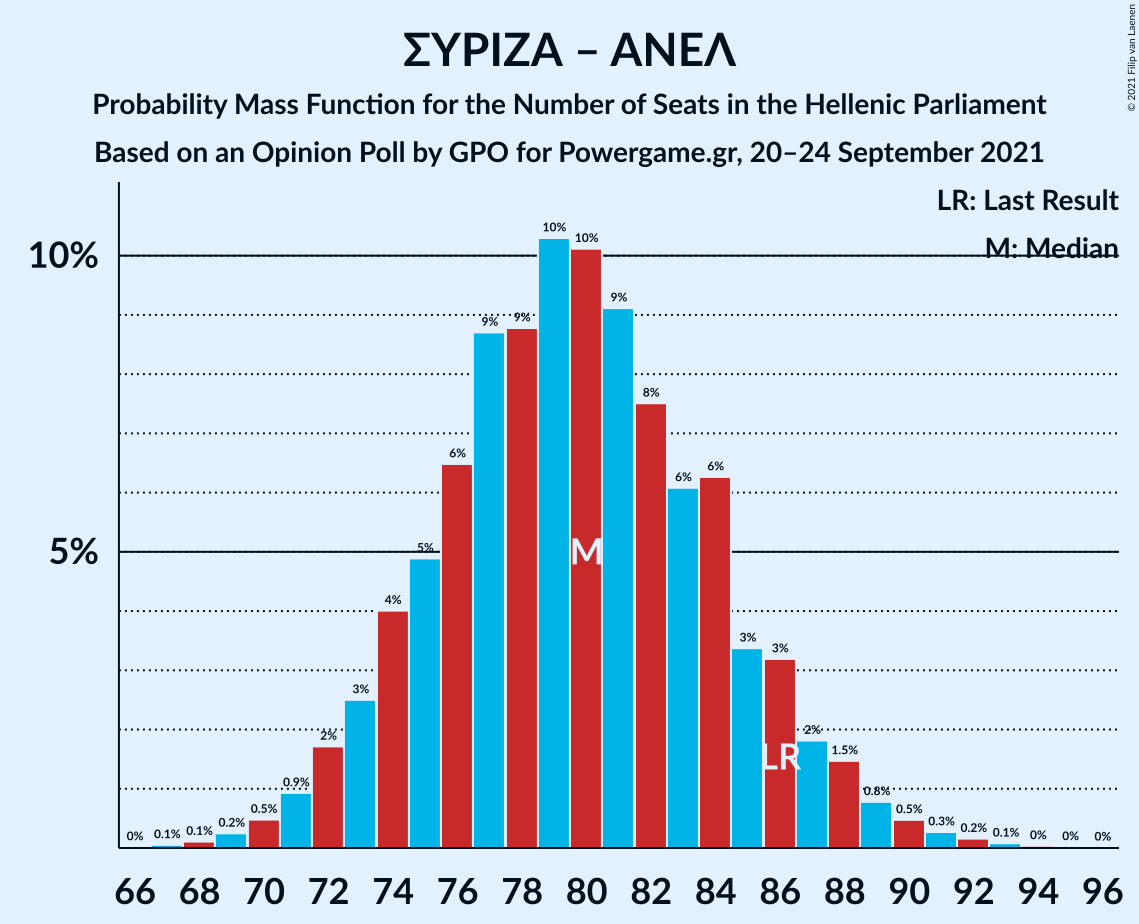 ΣΥΡΙΖΑ – ΑΝΕΛ
Probability Mass Function for the Number of Seats in the Hellenic Parliament
Based on an Opinion Poll by GPO for Powergame.gr, 20–24 September 2021
© 2021 Filip van Laenen
LR: Last Result
M: Median
10%
5%
0% 0.1% 0.1% 0.2% 0.5% 0.9% 2% 3% 4% 5% 6% 9% 9% 10% 10% 9% 8% 6% 6% 3% 3% 2% 1.5% 0.8% 0.5% 0.3% 0.2% 0.1% 0% 0% 0%
M
LR
66 68 70 72 74 76 78 80 82 84 86 88 90 92 94 96